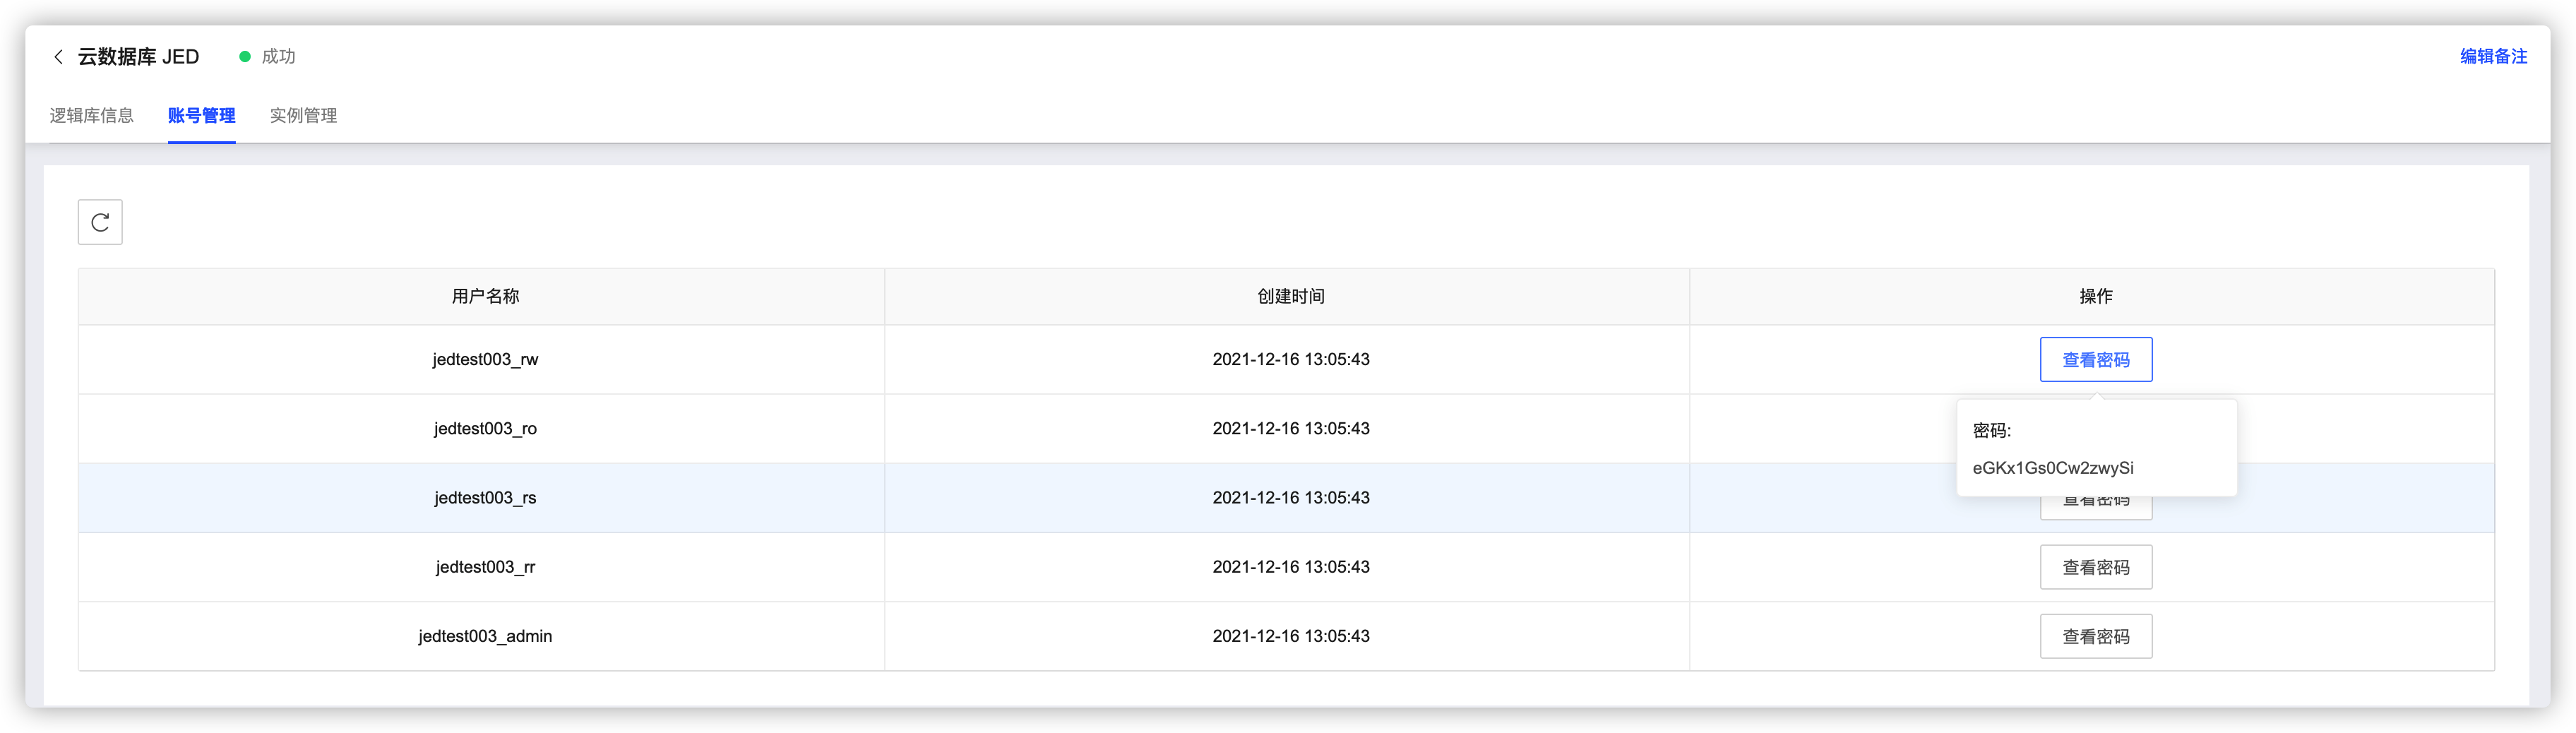 云数据库 JED
成功
编辑备注
逻辑库信息 账号管理 实例管理
用户名称 创建时间 操作
jedtest003_rw 2021-12-16 13:05:43 查看密码
jedtest003_ro 2021-12-16 13:05:43
密码:
eGKx1Gs0Cw2zwySi
jedtest003_rs 2021-12-16 13:05:43 查看密码
jedtest003_rr 2021-12-16 13:05:43 查看密码
jedtest003_admin 2021-12-16 13:05:43 查看密码